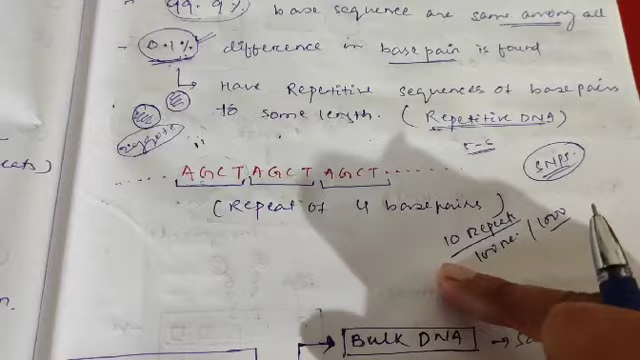 - 99.9% base sequence are same among all
- 0.1% difference in base pair is found
Have Repetitive sequences of base pairs
to some length. (Repetitive DNA)
5-6
SNPs
...... AGCT AGCT AGCT ........
(Repeat of 4 base pairs)
10 Repeats
Bulk DNA →